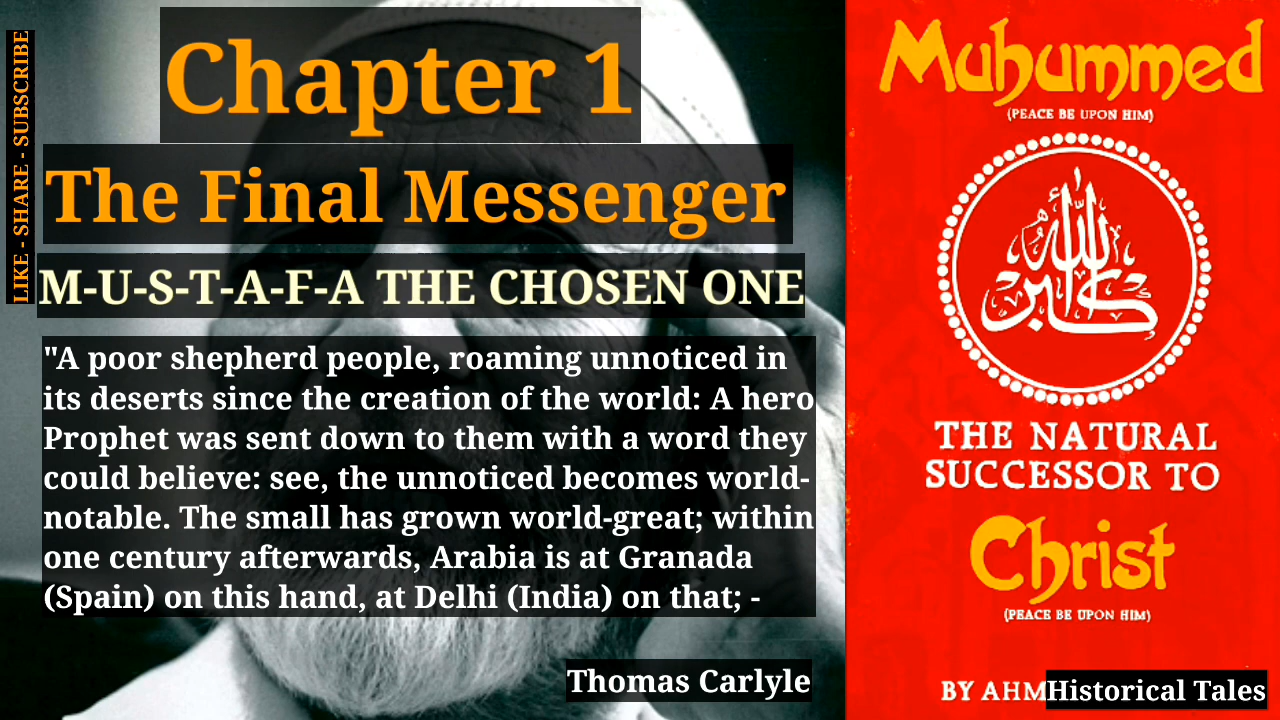 LIKE - SHARE - SUBSCRIBE
Chapter 1
The Final Messenger
M-U-S-T-A-F-A THE CHOSEN ONE
"A poor shepherd people, roaming unnoticed in
its deserts since the creation of the world: A hero
Prophet was sent down to them with a word they
could believe: see, the unnoticed becomes world-
notable. The small has grown world-great; within
one century afterwards, Arabia is at Granada
(Spain) on this hand, at Delhi (India) on that; -
Thomas Carlyle
Muhummed
(PEACE BE UPON HIM)
الله أكبر
THE NATURAL
SUCCESSOR TO
Christ
(PEACE BE UPON HIM)
BY AHM
Historical Tales